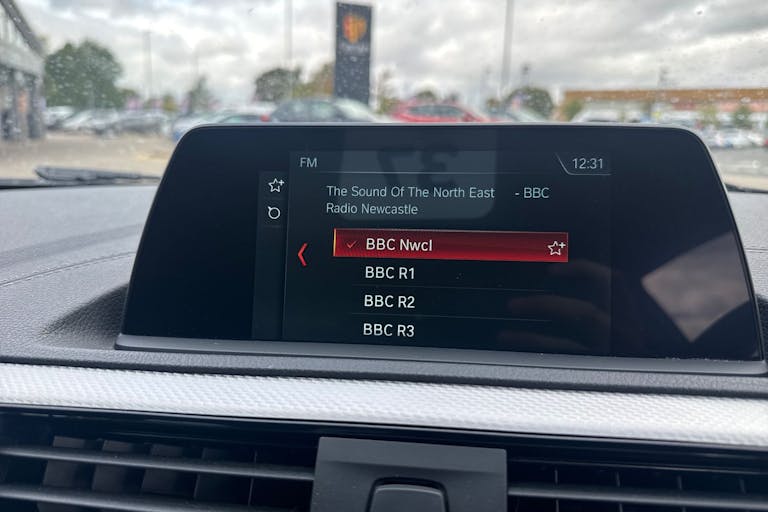 FM
12:31
The Sound Of The North East - BBC
Radio Newcastle
BBC Nwcl
BBC R1
BBC R2
BBC R3